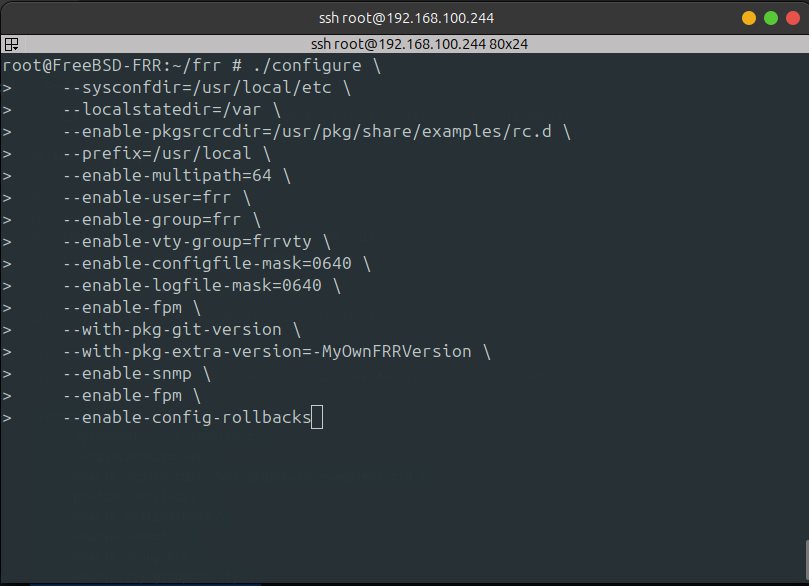 ssh root@192.168.100.244
ssh root@192.168.100.244 80x24
root@FreeBSD-FRR:~/frr # ./configure \
>     --sysconfdir=/usr/local/etc \
>     --localstatedir=/var \
>     --enable-pkgsrcrcdir=/usr/pkg/share/examples/rc.d \
>     --prefix=/usr/local \
>     --enable-multipath=64 \
>     --enable-user=frr \
>     --enable-group=frr \
>     --enable-vty-group=frrvty \
>     --enable-configfile-mask=0640 \
>     --enable-logfile-mask=0640 \
>     --enable-fpm \
>     --with-pkg-git-version \
>     --with-pkg-extra-version=-MyOwnFRRVersion \
>     --enable-snmp \
>     --enable-fpm \
>     --enable-config-rollbacks